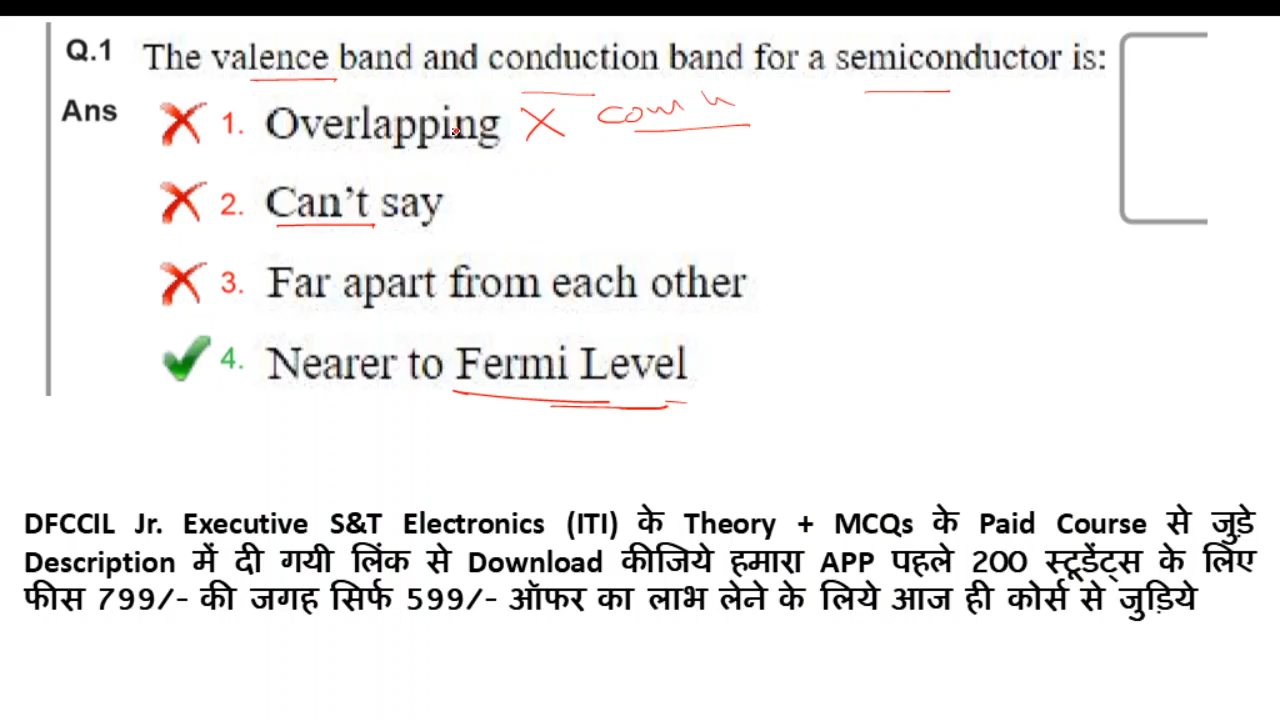 Q.1 The valence band and conduction band for a semiconductor is:
Ans 1. Overlapping
2. Can't say
3. Far apart from each other
4. Nearer to Fermi Level
DFCCIL Jr. Executive S&T Electronics (ITI) के Theory + MCQs के Paid Course से जुड़े
Description में दी गयी लिंक से Download कीजिये हमारा APP पहले 200 स्टूडेंट्स के लिए
फीस 799/- की जगह सिर्फ 599/- ऑफर का लाभ लेने के लिये आज ही कोर्स से जुड़िये